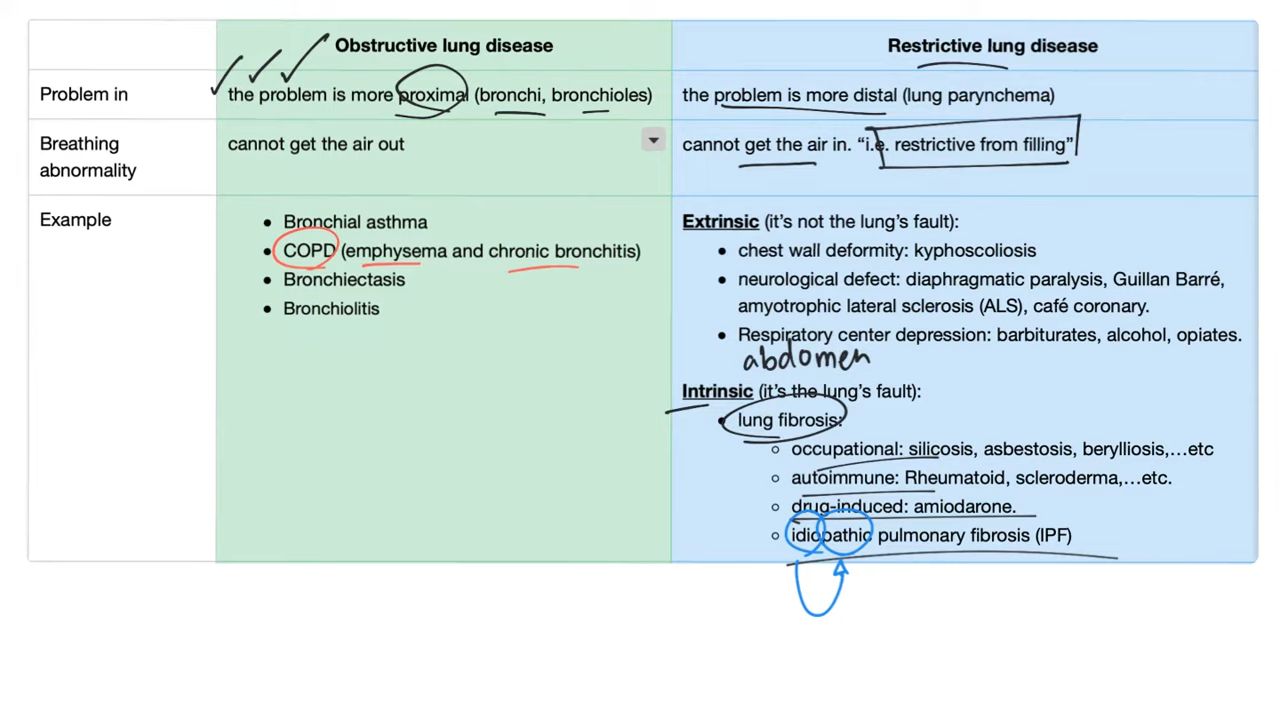 Obstructive lung disease
Restrictive lung disease
Problem in
the problem is more proximal (bronchi, bronchioles)
the problem is more distal (lung parynchema)
Breathing
abnormality
cannot get the air out
cannot get the air in. “i.e. restrictive from filling”
Example
• Bronchial asthma
• COPD (emphysema and chronic bronchitis)
• Bronchiectasis
• Bronchiolitis
Extrinsic (it’s not the lung’s fault):
• chest wall deformity: kyphoscoliosis
• neurological defect: diaphragmatic paralysis, Guillan Barré,
amyotrophic lateral sclerosis (ALS), café coronary.
• Respiratory center depression: barbiturates, alcohol, opiates.
abdomen
Intrinsic (it’s the lung’s fault):
• lung fibrosis:
○ occupational: silicosis, asbestosis, berylliosis,…etc
○ autoimmune: Rheumatoid, scleroderma,…etc.
○ drug-induced: amiodarone.
○ idiopathic pulmonary fibrosis (IPF)